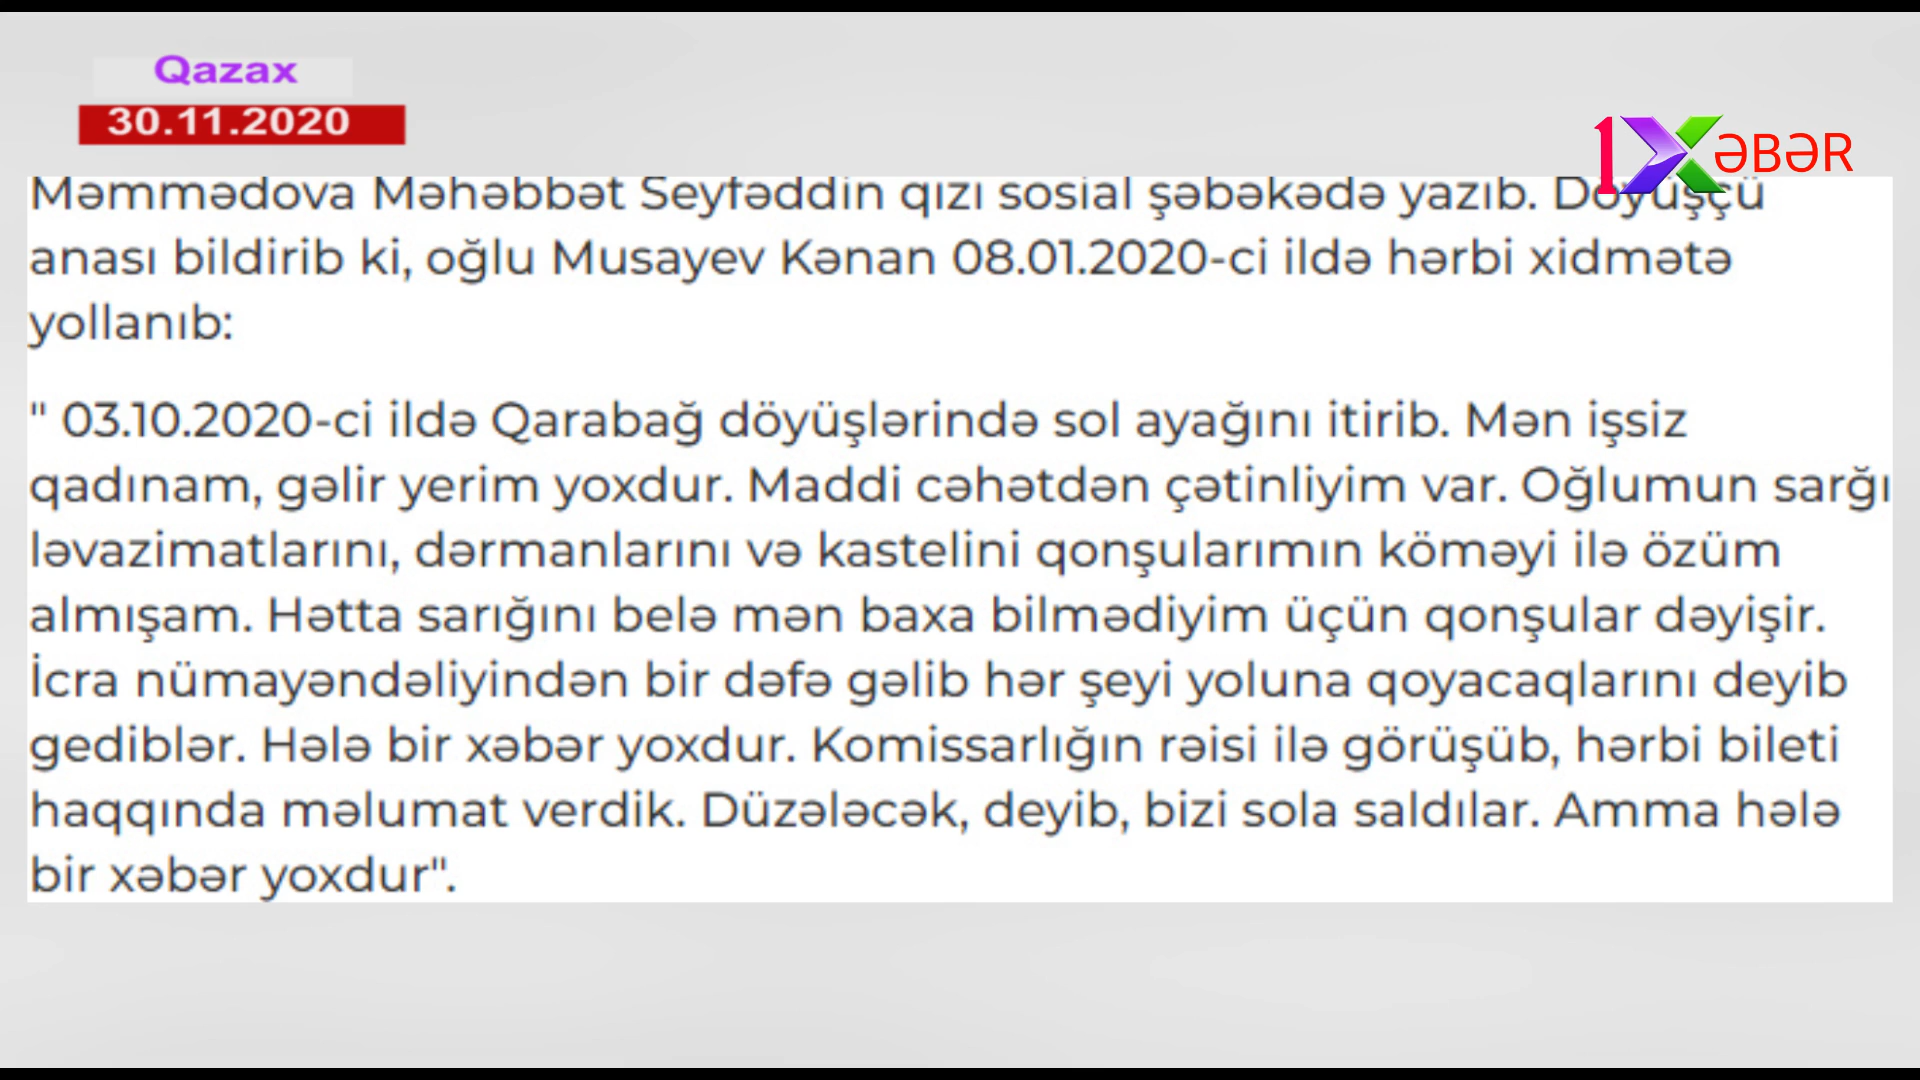 Qazax
30.11.2020
1XƏBƏR
Məmmədova Məhəbbət Seyfəddin qızı sosial şəbəkədə yazıb. Döyüşçü
anası bildirib ki, oğlu Musayev Kənan 08.01.2020-ci ildə hərbi xidmətə
yollanıb:
" 03.10.2020-ci ildə Qarabağ döyüşlərində sol ayağını itirib. Mən işsiz
qadınam, gəlir yerim yoxdur. Maddi cəhətdən çətinliyim var. Oğlumun sarğı
ləvazimatlarını, dərmanlarını və kastelini qonşularımın köməyi ilə özüm
almışam. Hətta sarığını belə mən baxa bilmədiyim üçün qonşular dəyişir.
İcra nümayəndəliyindən bir dəfə gəlib hər şeyi yoluna qoyacaqlarını deyib
gediblər. Hələ bir xəbər yoxdur. Komissarlığın rəisi ilə görüşüb, hərbi bileti
haqqında məlumat verdik. Düzələcək, deyib, bizi sola saldılar. Amma hələ
bir xəbər yoxdur".